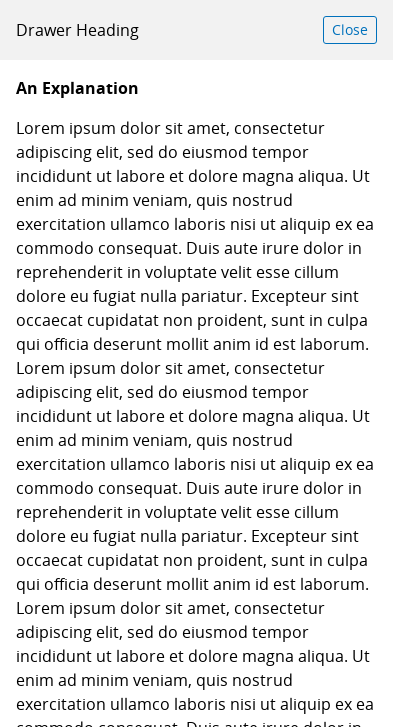 Drawer Heading
Close
An Explanation
Lorem ipsum dolor sit amet, consectetur
adipiscing elit, sed do eiusmod tempor
incididunt ut labore et dolore magna aliqua. Ut
enim ad minim veniam, quis nostrud
exercitation ullamco laboris nisi ut aliquip ex ea
commodo consequat. Duis aute irure dolor in
reprehenderit in voluptate velit esse cillum
dolore eu fugiat nulla pariatur. Excepteur sint
occaecat cupidatat non proident, sunt in culpa
qui officia deserunt mollit anim id est laborum.
Lorem ipsum dolor sit amet, consectetur
adipiscing elit, sed do eiusmod tempor
incididunt ut labore et dolore magna aliqua. Ut
enim ad minim veniam, quis nostrud
exercitation ullamco laboris nisi ut aliquip ex ea
commodo consequat. Duis aute irure dolor in
reprehenderit in voluptate velit esse cillum
dolore eu fugiat nulla pariatur. Excepteur sint
occaecat cupidatat non proident, sunt in culpa
qui officia deserunt mollit anim id est laborum.
Lorem ipsum dolor sit amet, consectetur
adipiscing elit, sed do eiusmod tempor
incididunt ut labore et dolore magna aliqua. Ut
enim ad minim veniam, quis nostrud
exercitation ullamco laboris nisi ut aliquip ex ea
commodo consequat. Duis aute irure dolor in